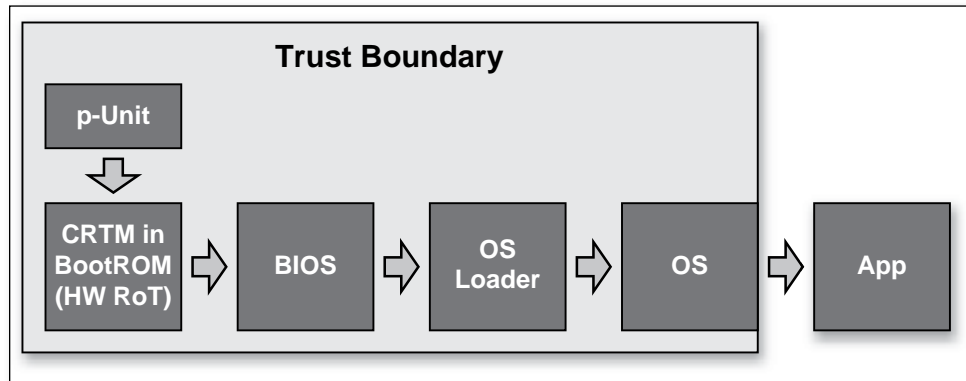 Trust Boundary
p-Unit
CRTM in
BootROM
(HW RoT)
BIOS
OS
Loader
OS
App